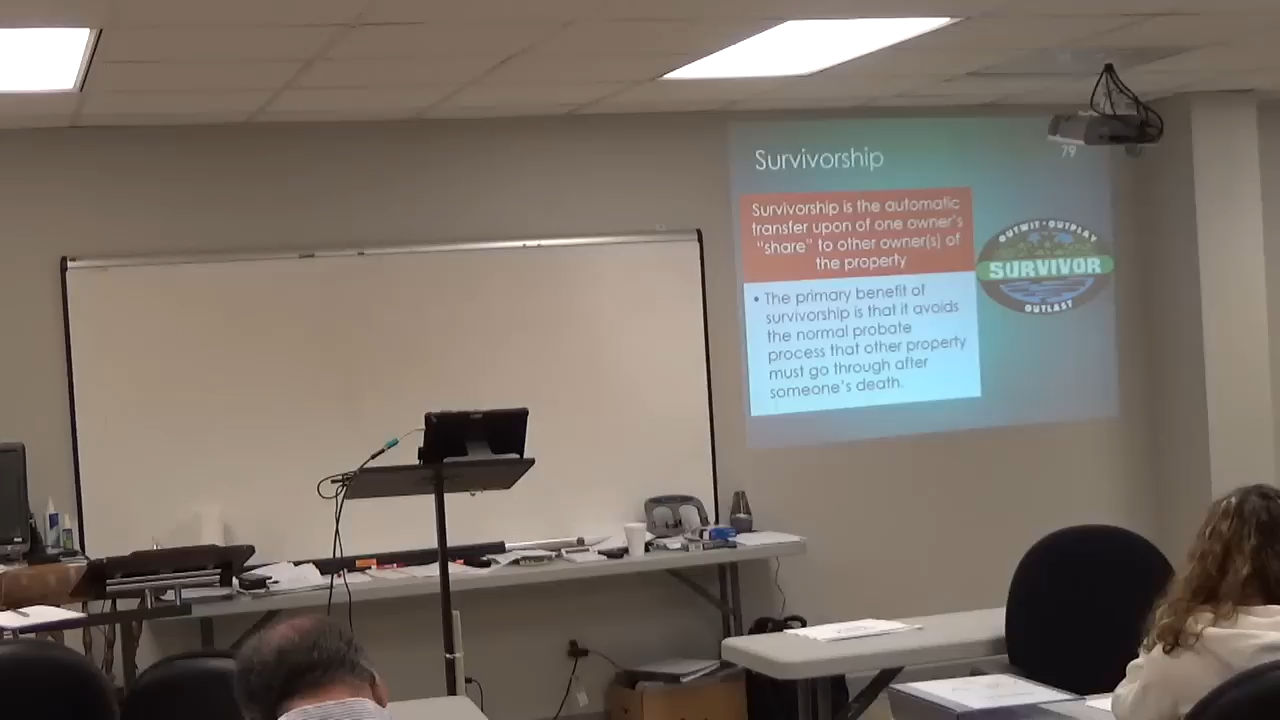 Survivorship
79
Survivorship is the automatic
transfer upon of one owner's
"share" to other owner(s) of
the property
• The primary benefit of
survivorship is that it avoids
the normal probate
process that other property
must go through after
someone's death.
OUTWIT • OUTPLAY
SURVIVOR
OUTLAST